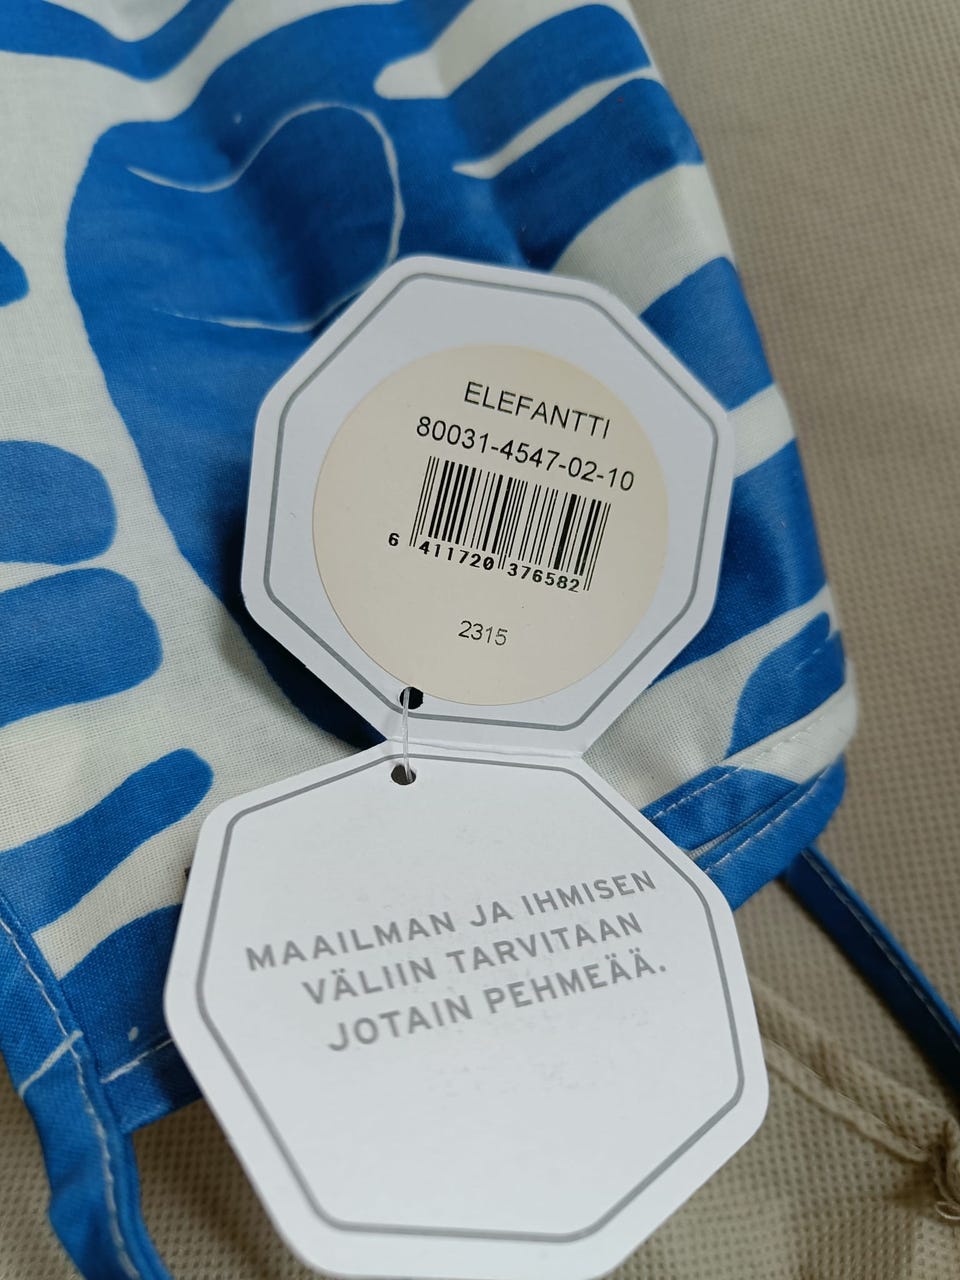 ELEFANTTI
80031-4547-02-10
6 411720 376582
2315
MAAILMAN JA IHMISEN
VÄLIIN TARVITAAN
JOTAIN PEHMEÄÄ.